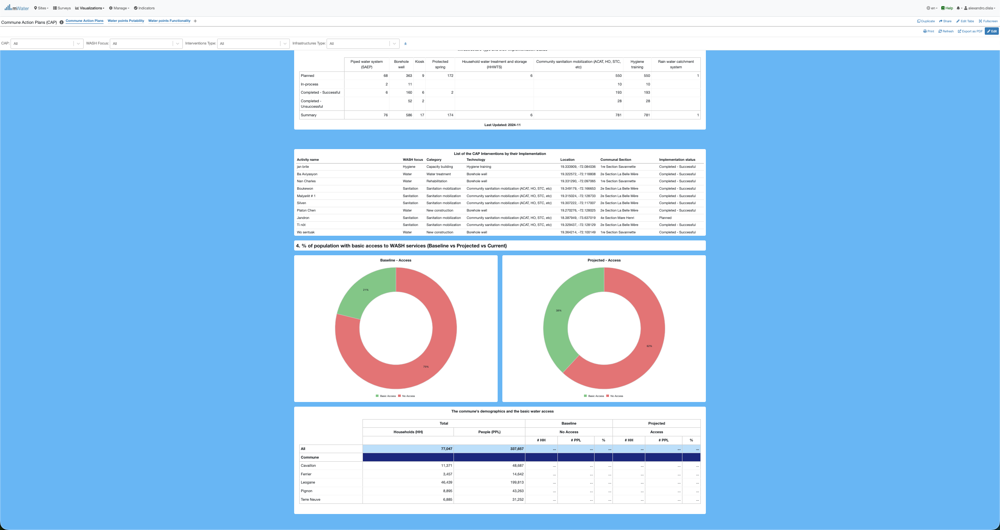 mWater Sites Surveys Visualizations Manage Indicators en Help alexandro.disla
Commune Action Plans (CAP) Commune Action Plans Water points Potability Water points Functionality + Duplicate Share Edit Tabs Fullscreen
Print Refresh Export as PDF Edit
CAP: All WASH Focus: All Interventions Type: All Infrastructures Type: All
Infrastructure Type and their Implementation Status
Piped water system (SAEP) Borehole well Kiosk Protected spring Household water treatment and storage (HHWTS) Community sanitation mobilization (ACAT, HO, STC, etc) Hygiene training Rain water catchment system
Planned 68 363 9 172 6 550 550 1
In-process 2 11 10 10
Completed - Successful 6 160 6 2 193 193
Completed - Unsuccessful 52 2 28 28
Summary 76 586 17 174 6 781 781 1
Last Updated: 2024-11
List of the CAP Interventions by their Implementation
Activity name WASH focus Category Technology Location Communal Section Implementation status
jan brile Hygiene Capacity building Hygiene training 19.333909, -72.084036 1re Section Savannette Completed - Successful
Ba Aviyasyon Water Water treatment Borehole well 19.322572, -72.118808 2e Section La Belle Mère Completed - Successful
Nan Charles Water Rehabilitation Borehole well 19.331290, -72.097065 1re Section Savannette Completed - Successful
Boukewon Sanitation Sanitation mobilization Community sanitation mobilization (ACAT, HO, STC, etc) 19.349179, -72.166653 2e Section La Belle Mère Completed - Successful
Malyarèt # 1 Sanitation Sanitation mobilization Community sanitation mobilization (ACAT, HO, STC, etc) 19.315024, -72.128733 2e Section La Belle Mère Completed - Successful
Silven Sanitation Sanitation mobilization Community sanitation mobilization (ACAT, HO, STC, etc) 19.307222, -72.117007 2e Section La Belle Mère Completed - Successful
Platon Chen Water New construction Borehole well 19.270276, -72.128025 2e Section La Belle Mère Completed - Successful
Jandron Sanitation Sanitation mobilization Community sanitation mobilization (ACAT, HO, STC, etc) 18.387949, -73.637019 4e Section Mare Henri Planned
Ti nòt Sanitation Sanitation mobilization Community sanitation mobilization (ACAT, HO, STC, etc) 19.329437, -72.128129 2e Section La Belle Mère Completed - Successful
Wo sentyak Water New construction Borehole well 19.364214, -72.100149 1re Section Savannette Completed - Successful
4. % of population with basic access to WASH services (Baseline vs Projected vs Current)
Baseline - Access
21%
79%
Basic Access No Access
Projected - Access
38%
62%
Basic Access No Access
The commune's demographics and the basic water access
Total Baseline Projected
Households (HH) People (PPL) No Access Access
# HH # PPL % # HH # PPL %
All 77,047 337,657 ... ... ... ... ... ...
Commune
Cavaillon 11,371 48,687 ... ... ... ... ... ...
Ferrier 3,457 14,642 ... ... ... ... ... ...
Leogane 46,439 199,813 ... ... ... ... ... ...
Pignon 8,895 43,263 ... ... ... ... ... ...
Terre Neuve 6,885 31,252 ... ... ... ... ... ...